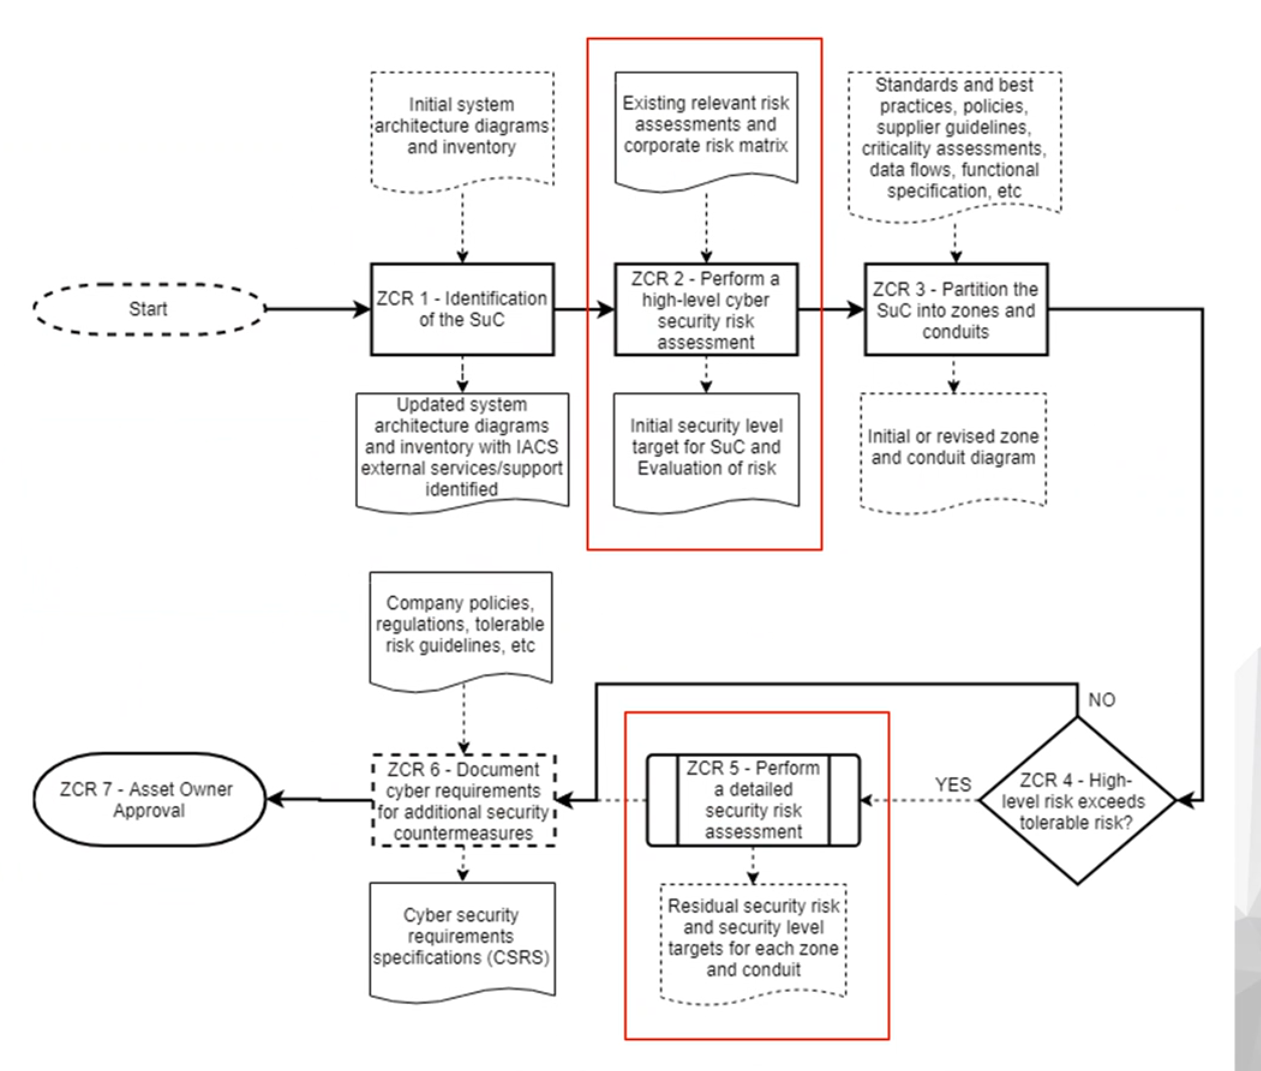 Initial system
architecture diagrams
and inventory
Existing relevant risk
assessments and
corporate risk matrix
Standards and best
practices, policies,
supplier guidelines,
criticality assessments,
data flows, functional
specification, etc
Start
ZCR 1 - Identification
of the SuC
ZCR 2 - Perform a
high-level cyber
security risk
assessment
ZCR 3 - Partition the
SuC into zones and
conduits
Updated system
architecture diagrams
and inventory with IACS
external services/support
identified
Initial security level
target for SuC and
Evaluation of risk
Initial or revised zone
and conduit diagram
Company policies,
regulations, tolerable
risk guidelines, etc
NO
ZCR 4 - High-
level risk exceeds
tolerable risk?
YES
ZCR 5 - Perform
a detailed
security risk
assessment
ZCR 6 - Document
cyber requirements
for additional security
countermeasures
ZCR 7 - Asset Owner
Approval
Cyber security
requirements
specifications (CSRS)
Residual security risk
and security level
targets for each zone
and conduit